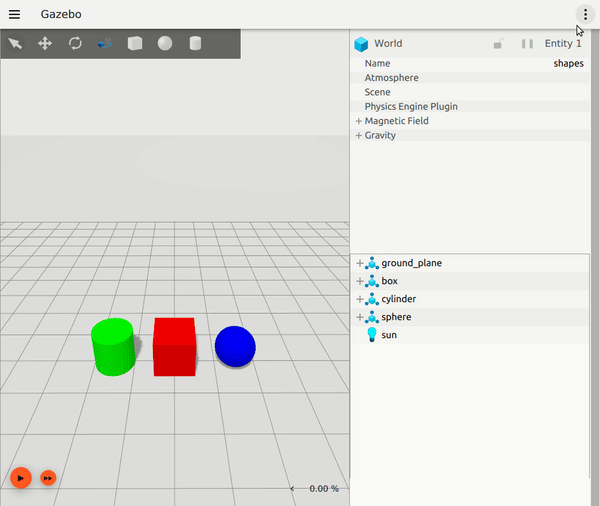 Gazebo
World
Entity 1
Name shapes
Atmosphere
Scene
Physics Engine Plugin
+ Magnetic Field
+ Gravity
+ ground_plane
+ box
+ cylinder
+ sphere
sun
< 0.00 %